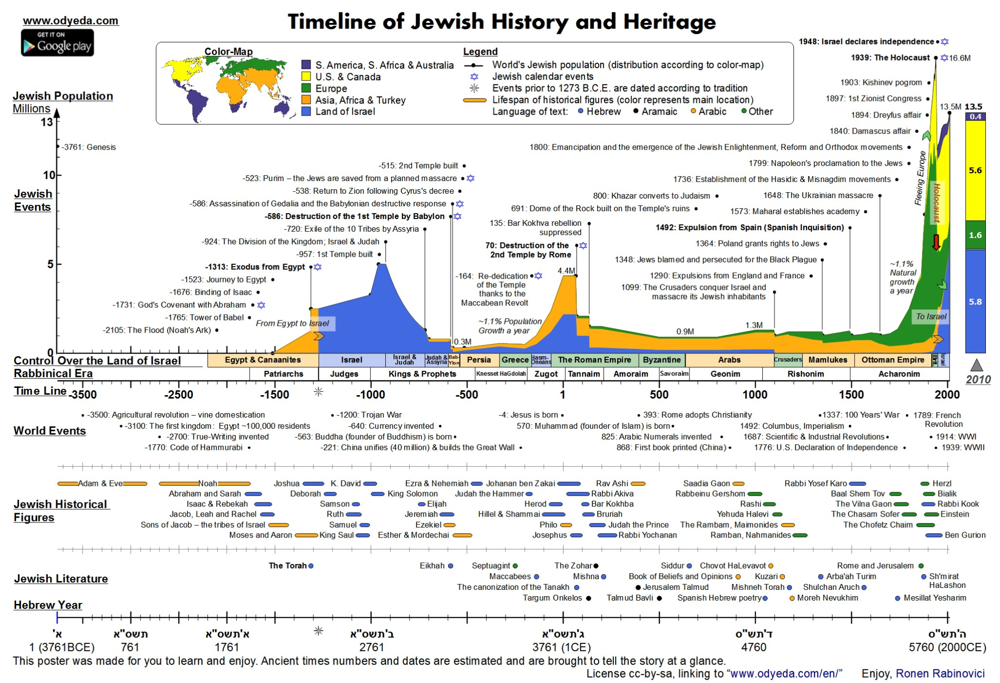 Timeline of Jewish History and Heritage
www.odyeda.com
GET IT ON
Google play
Color-Map
S. America, S. Africa & Australia
U.S. & Canada
Europe
Asia, Africa & Turkey
Land of Israel
Legend
World's Jewish population (distribution according to color-map)
Jewish calendar events
Events prior to 1273 B.C.E. are dated according to tradition
Lifespan of historical figures (color represents main location)
Language of text: Hebrew Aramaic Arabic Other
1948: Israel declares independence
1939: The Holocaust 16.6M
1903: Kishinev pogrom
1897: 1st Zionist Congress
1894: Dreyfus affair
1840: Damascus affair
1800: Emancipation and the emergence of the Jewish Enlightenment, Reform and Orthodox movements
1799: Napoleon's proclamation to the Jews
1736: Establishment of the Hasidic & Misnagdim movements
1648: The Ukrainian massacre
1573: Maharal establishes academy
1492: Expulsion from Spain (Spanish Inquisition)
1364: Poland grants rights to Jews
1348: Jews blamed and persecuted for the Black Plague
1290: Expulsions from England and France
1099: The Crusaders conquer Israel and
massacre its Jewish inhabitants
800: Khazar converts to Judaism
691: Dome of the Rock built on the Temple's ruins
135: Bar Kokhva rebellion
suppressed
70: Destruction of the
2nd Temple by Rome
-164: Re-dedication
of the Temple
thanks to the
Maccabean Revolt
~1.1% Population
Growth a year
-515: 2nd Temple built
-523: Purim – the Jews are saved from a planned massacre
-538: Return to Zion following Cyrus's decree
-586: Assassination of Gedalia and the Babylonian destructive response
-586: Destruction of the 1st Temple by Babylon
-720: Exile of the 10 Tribes by Assyria
-924: The Division of the Kingdom; Israel & Judah
-957: 1st Temple built
-1313: Exodus from Egypt
-1523: Journey to Egypt
-1676: Binding of Isaac
-1731: God's Covenant with Abraham
-1765: Tower of Babel
-2105: The Flood (Noah's Ark)
-3761: Genesis
From Egypt to Israel
Jewish Population
Millions
13
10
5
0
Jewish
Events
0.3M
4.4M
0.9M
1.3M
13.5M
Fleeing Europe
Holocaust
~1.1%
Natural
growth
a year
To Israel
13.5
0.4
5.6
1.6
5.8
2010
Control Over the Land of Israel
Egypt & Canaanites
Israel
Israel &
Judah
Judah &
Assyria
Bab-
Ylon
Persia
Greece
Hasm-
Oneans
The Roman Empire
Byzantine
Arabs
Crusaders
Mamlukes
Ottoman Empire
Brit.
Israel
Rabbinical Era
Patriarchs
Judges
Kings & Prophets
Knesset HaGdolah
Zugot
Tannaim
Amoraim
Savoraim
Geonim
Rishonim
Acharonim
Time Line
-3500 -2500 -1500 -1000 -500 1 500 1000 1500 2000
World Events
-3500: Agricultural revolution – vine domestication
-3100: The first kingdom: Egypt ~100,000 residents
-2700: True-Writing invented
-1770: Code of Hammurabi
-1200: Trojan War
-640: Currency invented
-563: Buddha (founder of Buddhism) is born
-221: China unifies (40 million) & builds the Great Wall
-4: Jesus is born
570: Muhammad (founder of Islam) is born
825: Arabic Numerals invented
868: First book printed (China)
393: Rome adopts Christianity
1337: 100 Years' War
1492: Columbus, Imperialism
1687: Scientific & Industrial Revolutions
1776: U.S. Declaration of Independence
1789: French
Revolution
1914: WWI
1939: WWII
Jewish Historical
Figures
Adam & Eve
Noah
Abraham and Sarah
Isaac & Rebekah
Jacob, Leah and Rachel
Sons of Jacob – the tribes of Israel
Moses and Aaron
Joshua
Deborah
Samson
Ruth
Samuel
King Saul
K. David
King Solomon
Elijah
Jeremiah
Ezekiel
Esther & Mordechai
Ezra & Nehemiah
Judah the Hammer
Herod
Hillel & Shammai
Philo
Josephus
Johanan ben Zakai
Rabbi Akiva
Bar Kokhba
Bruriah
Judah the Prince
Rabbi Yochanan
Rav Ashi
Saadia Gaon
Rabbeinu Gershom
Rashi
Yehuda Halevi
The Rambam, Maimonides
Ramban, Nahmanides
Rabbi Yosef Karo
Baal Shem Tov
The Vilna Gaon
The Chasam Sofer
The Chofetz Chaim
Herzl
Bialik
Rabbi Kook
Einstein
Ben Gurion
Jewish Literature
The Torah
Eikhah
Septuagint
Maccabees
The canonization of the Tanakh
Targum Onkelos
The Zohar
Mishna
Jerusalem Talmud
Talmud Bavli
Siddur
Book of Beliefs and Opinions
Spanish Hebrew poetry
Chovot HaLevavot
Kuzari
Mishneh Torah
Moreh Nevukhim
Arba'ah Turim
Shulchan Aruch
Rome and Jerusalem
Sh'mirat
HaLashon
Mesillat Yesharim
Hebrew Year
א' תשס"א א'תשס"א ב'תשס"א ג'תשס"א ד'תש"ס ה'תש"ס
1 (3761BCE) 761 1761 2761 3761 (1CE) 4760 5760 (2000CE)
This poster was made for you to learn and enjoy. Ancient times numbers and dates are estimated and are brought to tell the story at a glance.
License cc-by-sa, linking to “www.odyeda.com/en/” Enjoy, Ronen Rabinovici